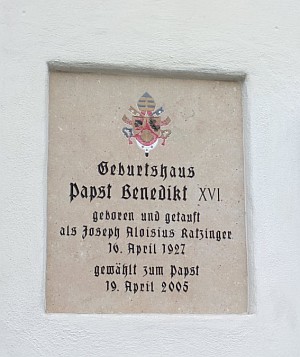 Geburtshaus
Papst Benedikt XVI.
geboren und getauft
als Joseph Aloisius Ratzinger
16. April 1927
gewählt zum Papst
19. April 2005